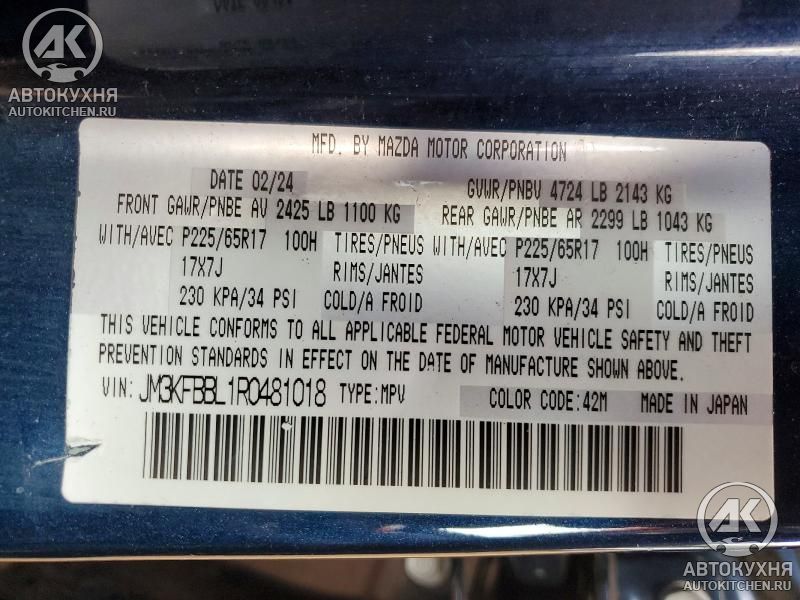 АК
АВТОКУХНЯ
AUTOKITCHEN.RU
MFD. BY MAZDA MOTOR CORPORATION
DATE 02/24 GVWR/PNBV 4724 LB 2143 KG
FRONT GAWR/PNBE AV 2425 LB 1100 KG REAR GAWR/PNBE AR 2299 LB 1043 KG
WITH/AVEC P225/65R17 100H TIRES/PNEUS WITH/AVEC P225/65R17 100H TIRES/PNEUS
17X7J RIMS/JANTES 17X7J RIMS/JANTES
230 KPA/34 PSI COLD/A FROID 230 KPA/34 PSI COLD/A FROID
THIS VEHICLE CONFORMS TO ALL APPLICABLE FEDERAL MOTOR VEHICLE SAFETY AND THEFT
PREVENTION STANDARDS IN EFFECT ON THE DATE OF MANUFACTURE SHOWN ABOVE.
VIN: JM3KFBBL1R0481018 TYPE:MPV COLOR CODE:42M MADE IN JAPAN
АК
АВТОКУХНЯ
AUTOKITCHEN.RU